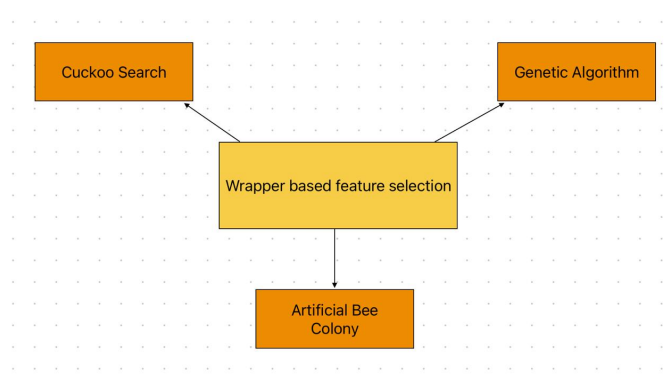 Cuckoo Search
Genetic Algorithm
Wrapper based feature selection
Artificial Bee
Colony